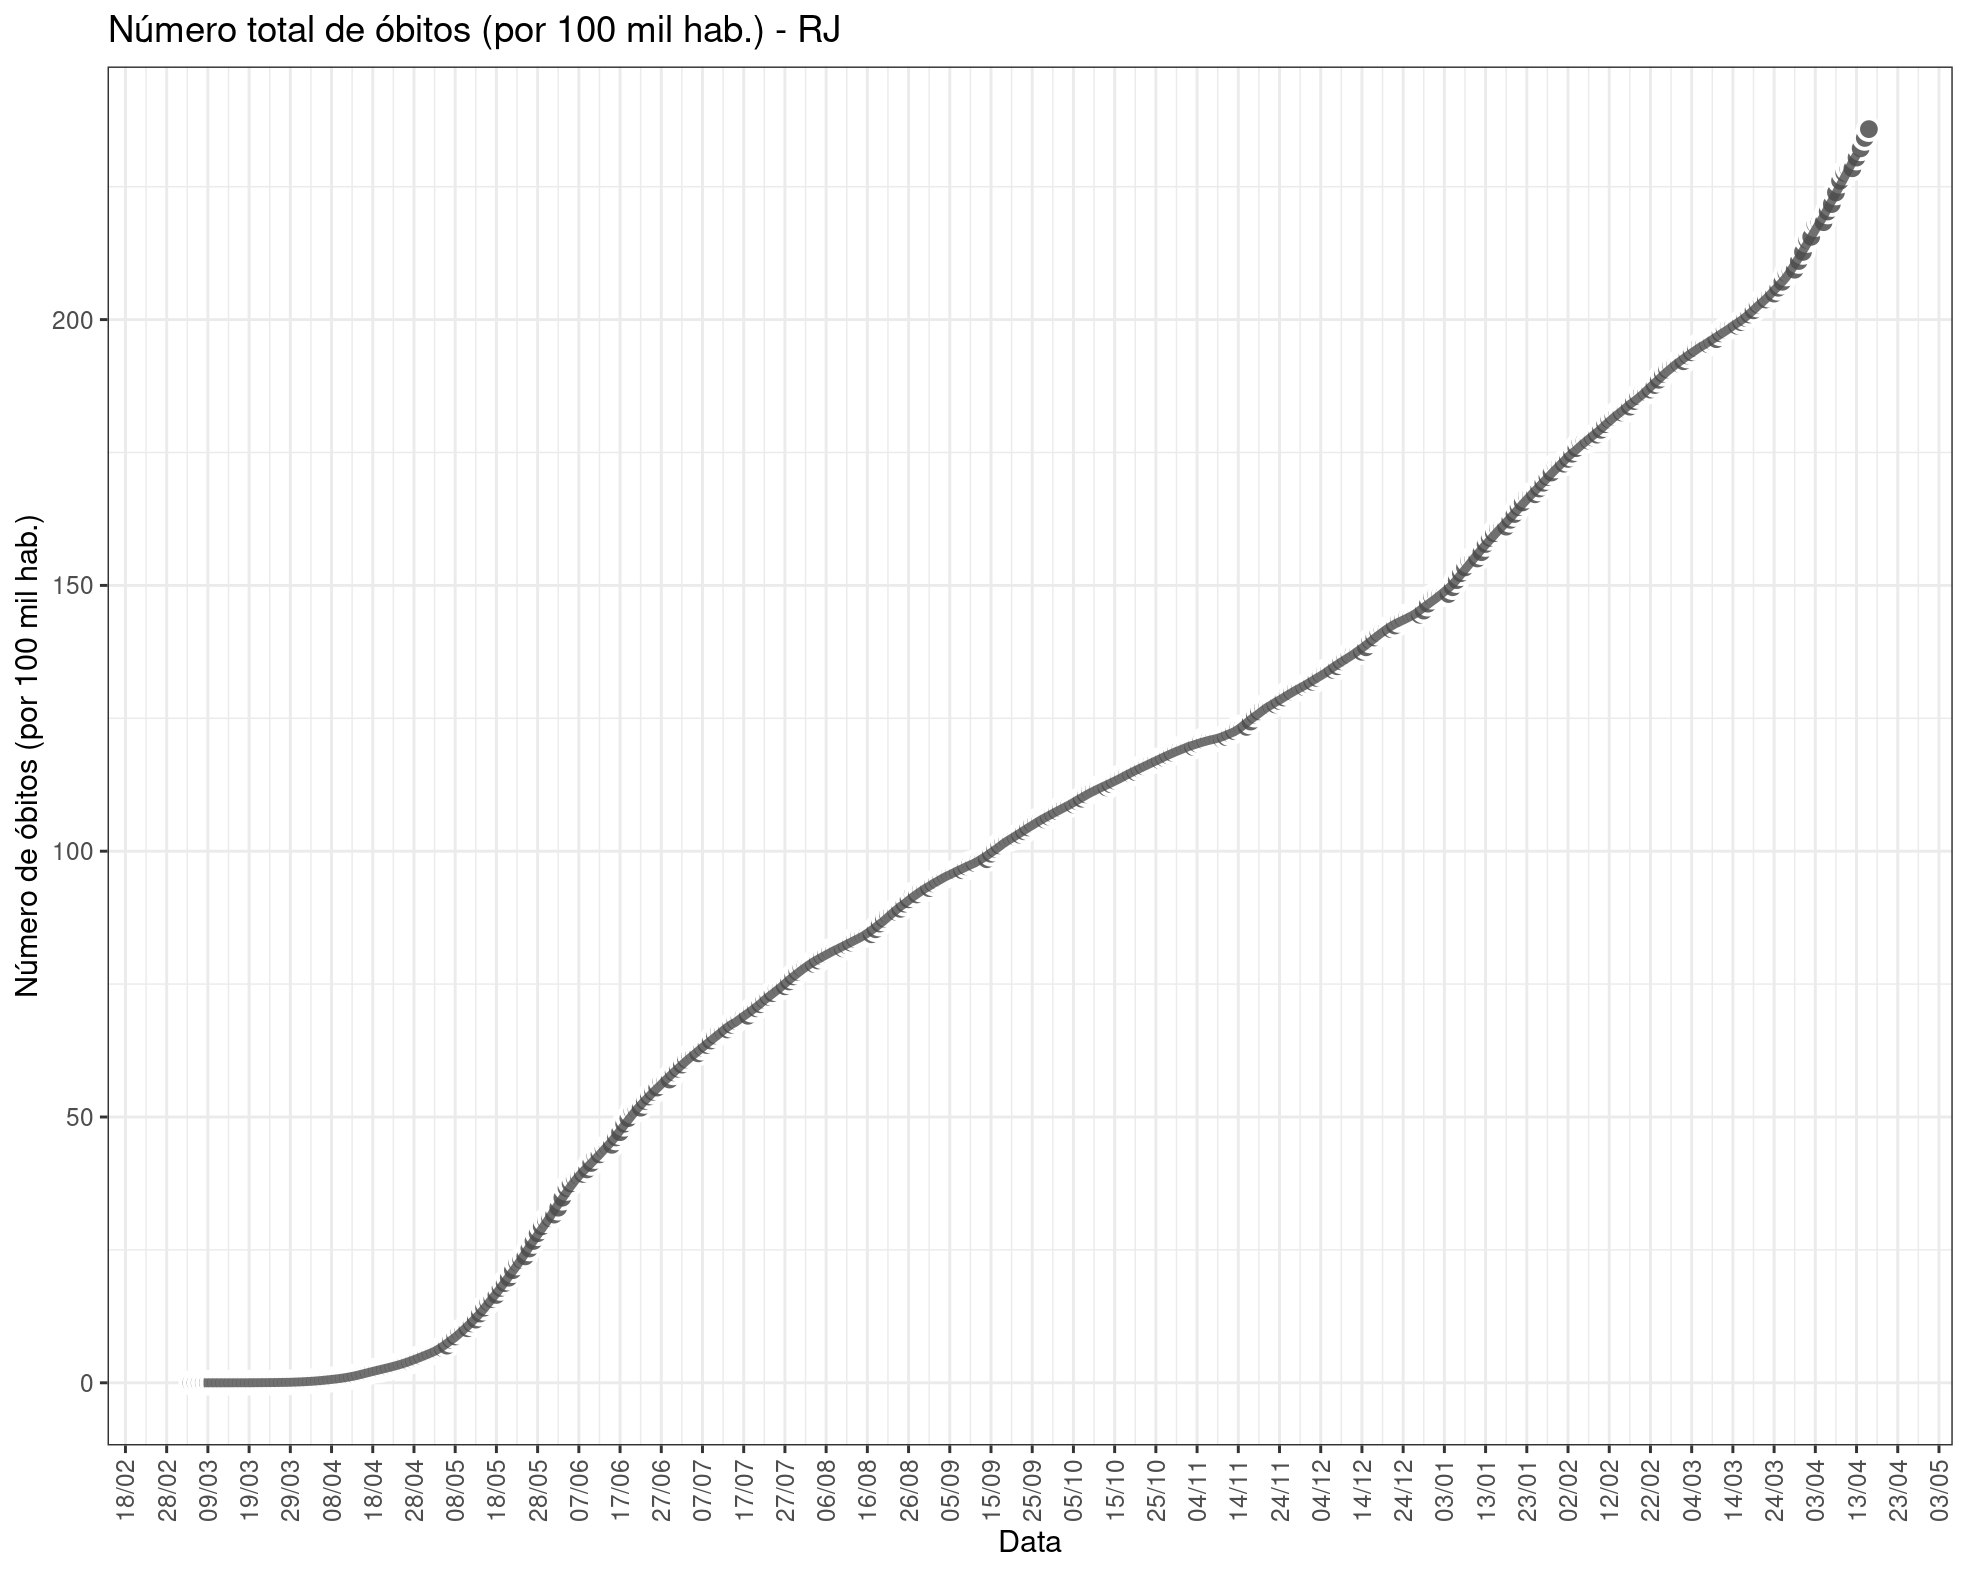 Número total de óbitos (por 100 mil hab.) - RJ
Número de óbitos (por 100 mil hab.)
200
150
100
50
0
18/02 28/02 09/03 19/03 29/03 08/04 18/04 28/04 08/05 18/05 28/05 07/06 17/06 27/06 07/07 17/07 27/07 06/08 16/08 26/08 05/09 15/09 25/09 05/10 15/10 25/10 04/11 14/11 24/11 04/12 14/12 24/12 03/01 13/01 23/01 02/02 12/02 22/02 04/03 14/03 24/03 03/04 13/04 23/04 03/05
Data